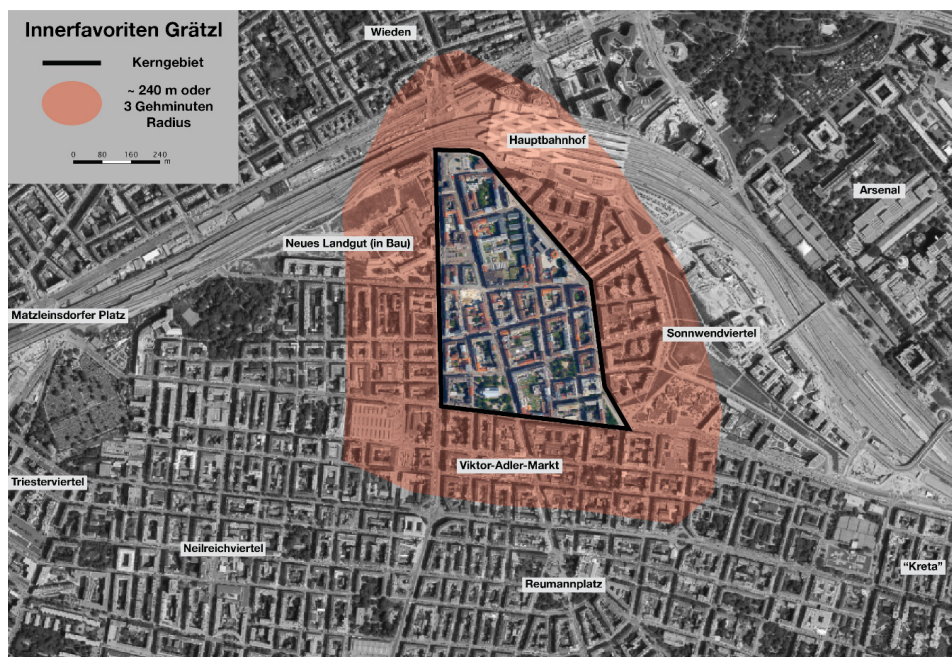 Innerfavoriten Grätzl
Kerngebiet
~ 240 m oder
3 Gehminuten
Radius
0 80 160 240
m
Wieden
Hauptbahnhof
Arsenal
Neues Landgut (in Bau)
Matzleinsdorfer Platz
Sonnwendviertel
Viktor-Adler-Markt
Triesterviertel
Neilreichviertel
"Kreta"
Reumannplatz